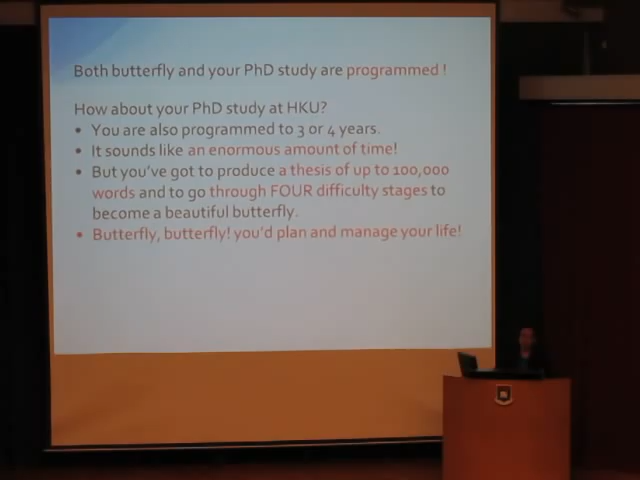 Both butterfly and your PhD study are programmed !
How about your PhD study at HKU?
• You are also programmed to 3 or 4 years.
• It sounds like an enormous amount of time!
• But you've got to produce a thesis of up to 100,000
words and to go through FOUR difficulty stages to
become a beautiful butterfly.
• Butterfly, butterfly! you'd plan and manage your life!